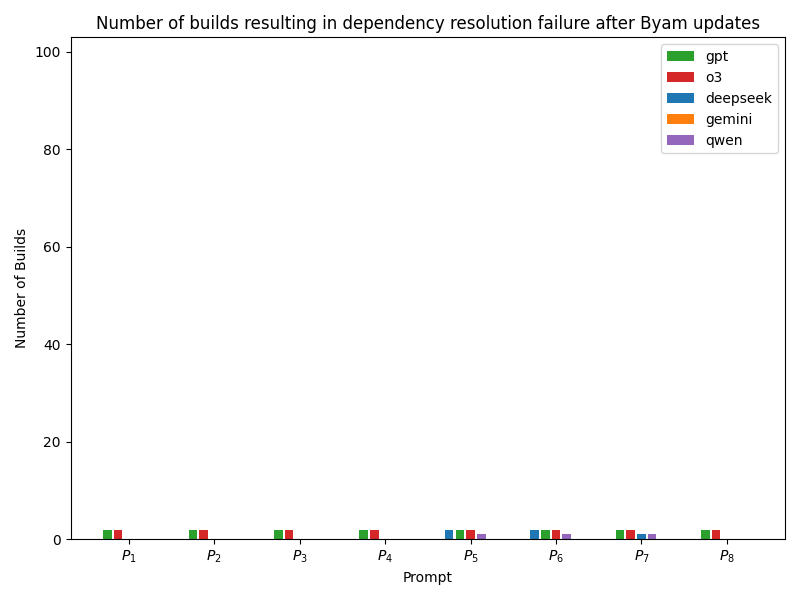 Number of builds resulting in dependency resolution failure after Byam updates
100
80
60
40
20
0
Number of Builds
gpt
o3
deepseek
gemini
qwen
P₁ P₂ P₃ P₄ P₅ P₆ P₇ P₈
Prompt